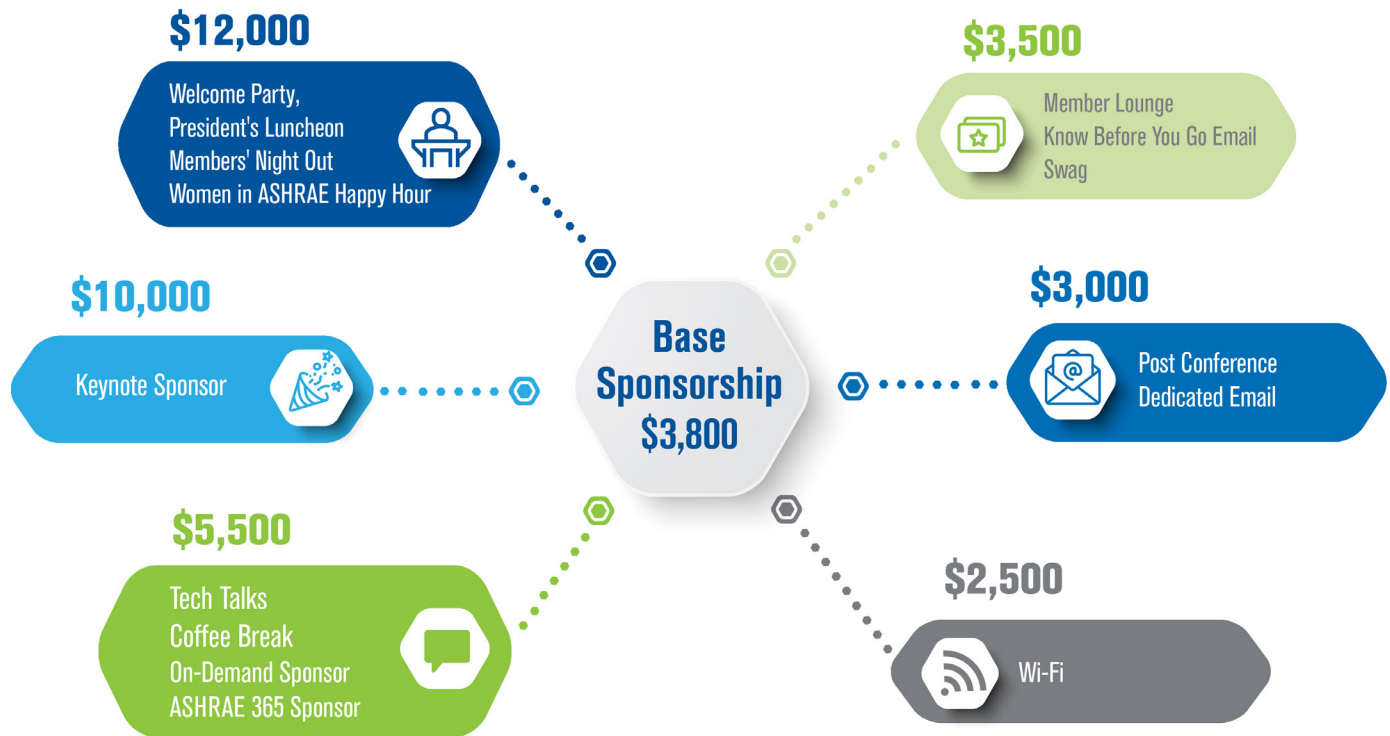 $12,000
Welcome Party,
President's Luncheon
Members' Night Out
Women in ASHRAE Happy Hour
$3,500
Member Lounge
Know Before You Go Email
Swag
$10,000
Keynote Sponsor
Base
Sponsorship
$3,800
$3,000
@
Post Conference
Dedicated Email
$5,500
Tech Talks
Coffee Break
On-Demand Sponsor
ASHRAE 365 Sponsor
$2,500
Wi-Fi